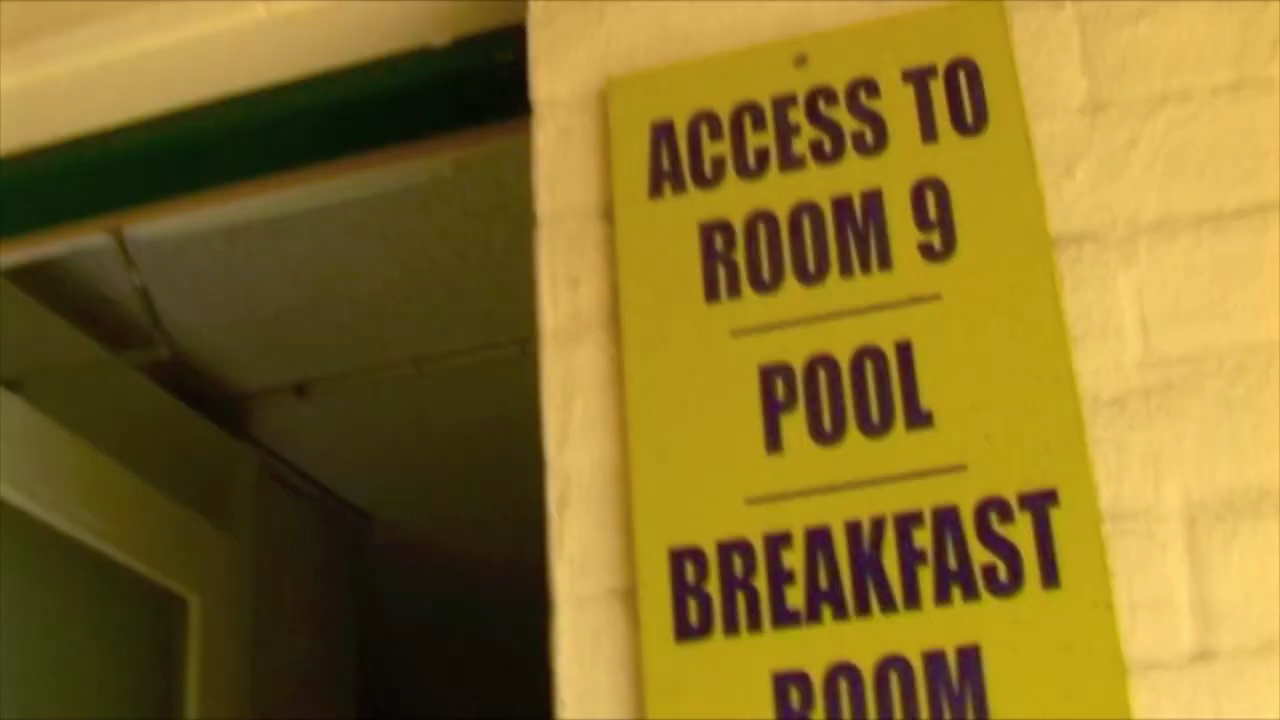 ACCESS TO
ROOM 9
POOL
BREAKFAST
ROOM